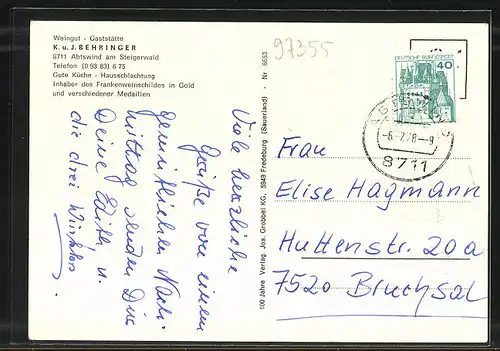 Weingut - Gaststätte
K. u. J. BEHRINGER
8711 Abtswind am Steigerwald
Telefon (0 93 83) 6 75
Gute Küche - Hausschlachtung
Inhaber des Frankenweinschildes in Gold
und verschiedener Medaillen
97355
Viele herzliche
Grüße von einem
gemütlichen Nach-
mittag senden Dir
Deine Edith u.
die drei
100 Jahre Verlag Jos. Grobbel KG, 5949 Fredeburg (Sauerland) - Nr 6653
DEUTSCHE BUNDESPOST
40
-6.-7.78-9
8711
Frau
Elise Hagmann
Huttenstr. 20a
7520 Bruchsal